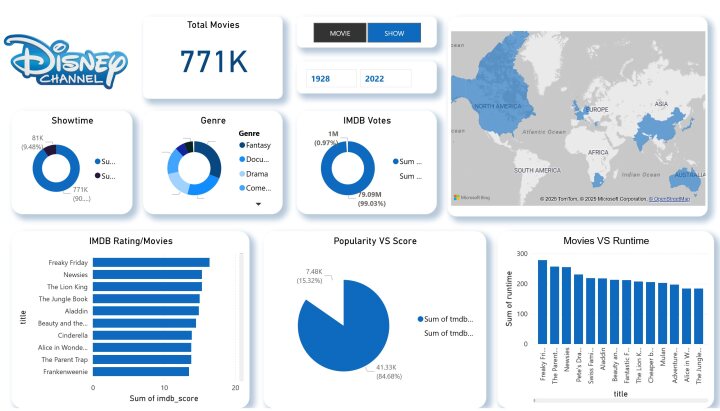 Disney
CHANNEL
Total Movies
771K
MOVIE
SHOW
1928
2022
NORTH AMERICA
EUROPE
ASIA
Atlantic Ocean
AFRICA
SOUTH AMERICA
Indian Ocean
AUSTRALIA
Microsoft Bing
© 2025 TomTom, © 2025 Microsoft Corporation, © OpenStreetMap
Showtime
81K
(9.48%)
771K
(90....)
Su...
Su...
Genre
Genre
Fantasy
Docu...
Drama
Come...
IMDB Votes
1M
(0.97%)
79.09M
(99.03%)
Sum ...
Sum ...
IMDB Rating/Movies
title
Freaky Friday
Newsies
The Lion King
The Jungle Book
Aladdin
Beauty and the...
Cinderella
Alice in Wonde...
The Parent Trap
Frankenweenie
0
10
20
Sum of imdb_score
Popularity VS Score
7.48K
(15.32%)
41.33K
(84.68%)
Sum of tmdb...
Sum of tmdb...
Movies VS Runtime
Sum of runtime
300
200
100
0
Freaky Fri...
The Parent...
Newsies
Pete's Dra...
Swiss Fami...
Aladdin
Beauty an...
Fantastic F...
The Lion K...
Cheaper b...
Mulan
Adventure...
Alice in W...
The Jungle...
title